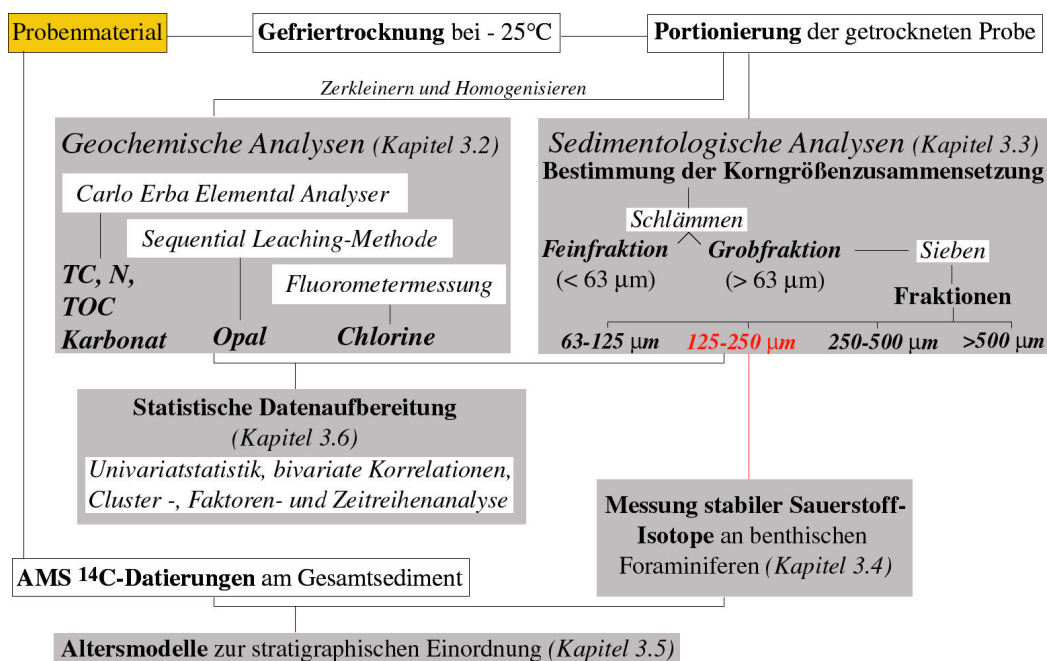 Probenmaterial
Gefriertrocknung bei - 25°C
Portionierung der getrockneten Probe
Zerkleinern und Homogenisieren
Geochemische Analysen (Kapitel 3.2)
Carlo Erba Elemental Analyser
Sequential Leaching-Methode
Fluorometermessung
TC, N,
TOC
Karbonat
Opal
Chlorine
Sedimentologische Analysen (Kapitel 3.3)
Bestimmung der Korngrößenzusammensetzung
Schlämmen
Feinfraktion
(< 63 µm)
Grobfraktion
(> 63 µm)
Sieben
Fraktionen
63-125 µm
125-250 µm
250-500 µm
>500 µm
Statistische Datenaufbereitung
(Kapitel 3.6)
Univariatstatistik, bivariate Korrelationen,
Cluster -, Faktoren- und Zeitreihenanalyse
Messung stabiler Sauerstoff-
Isotope an benthischen
Foraminiferen (Kapitel 3.4)
AMS ¹⁴C-Datierungen am Gesamtsediment
Altersmodelle zur stratigraphischen Einordnung (Kapitel 3.5)